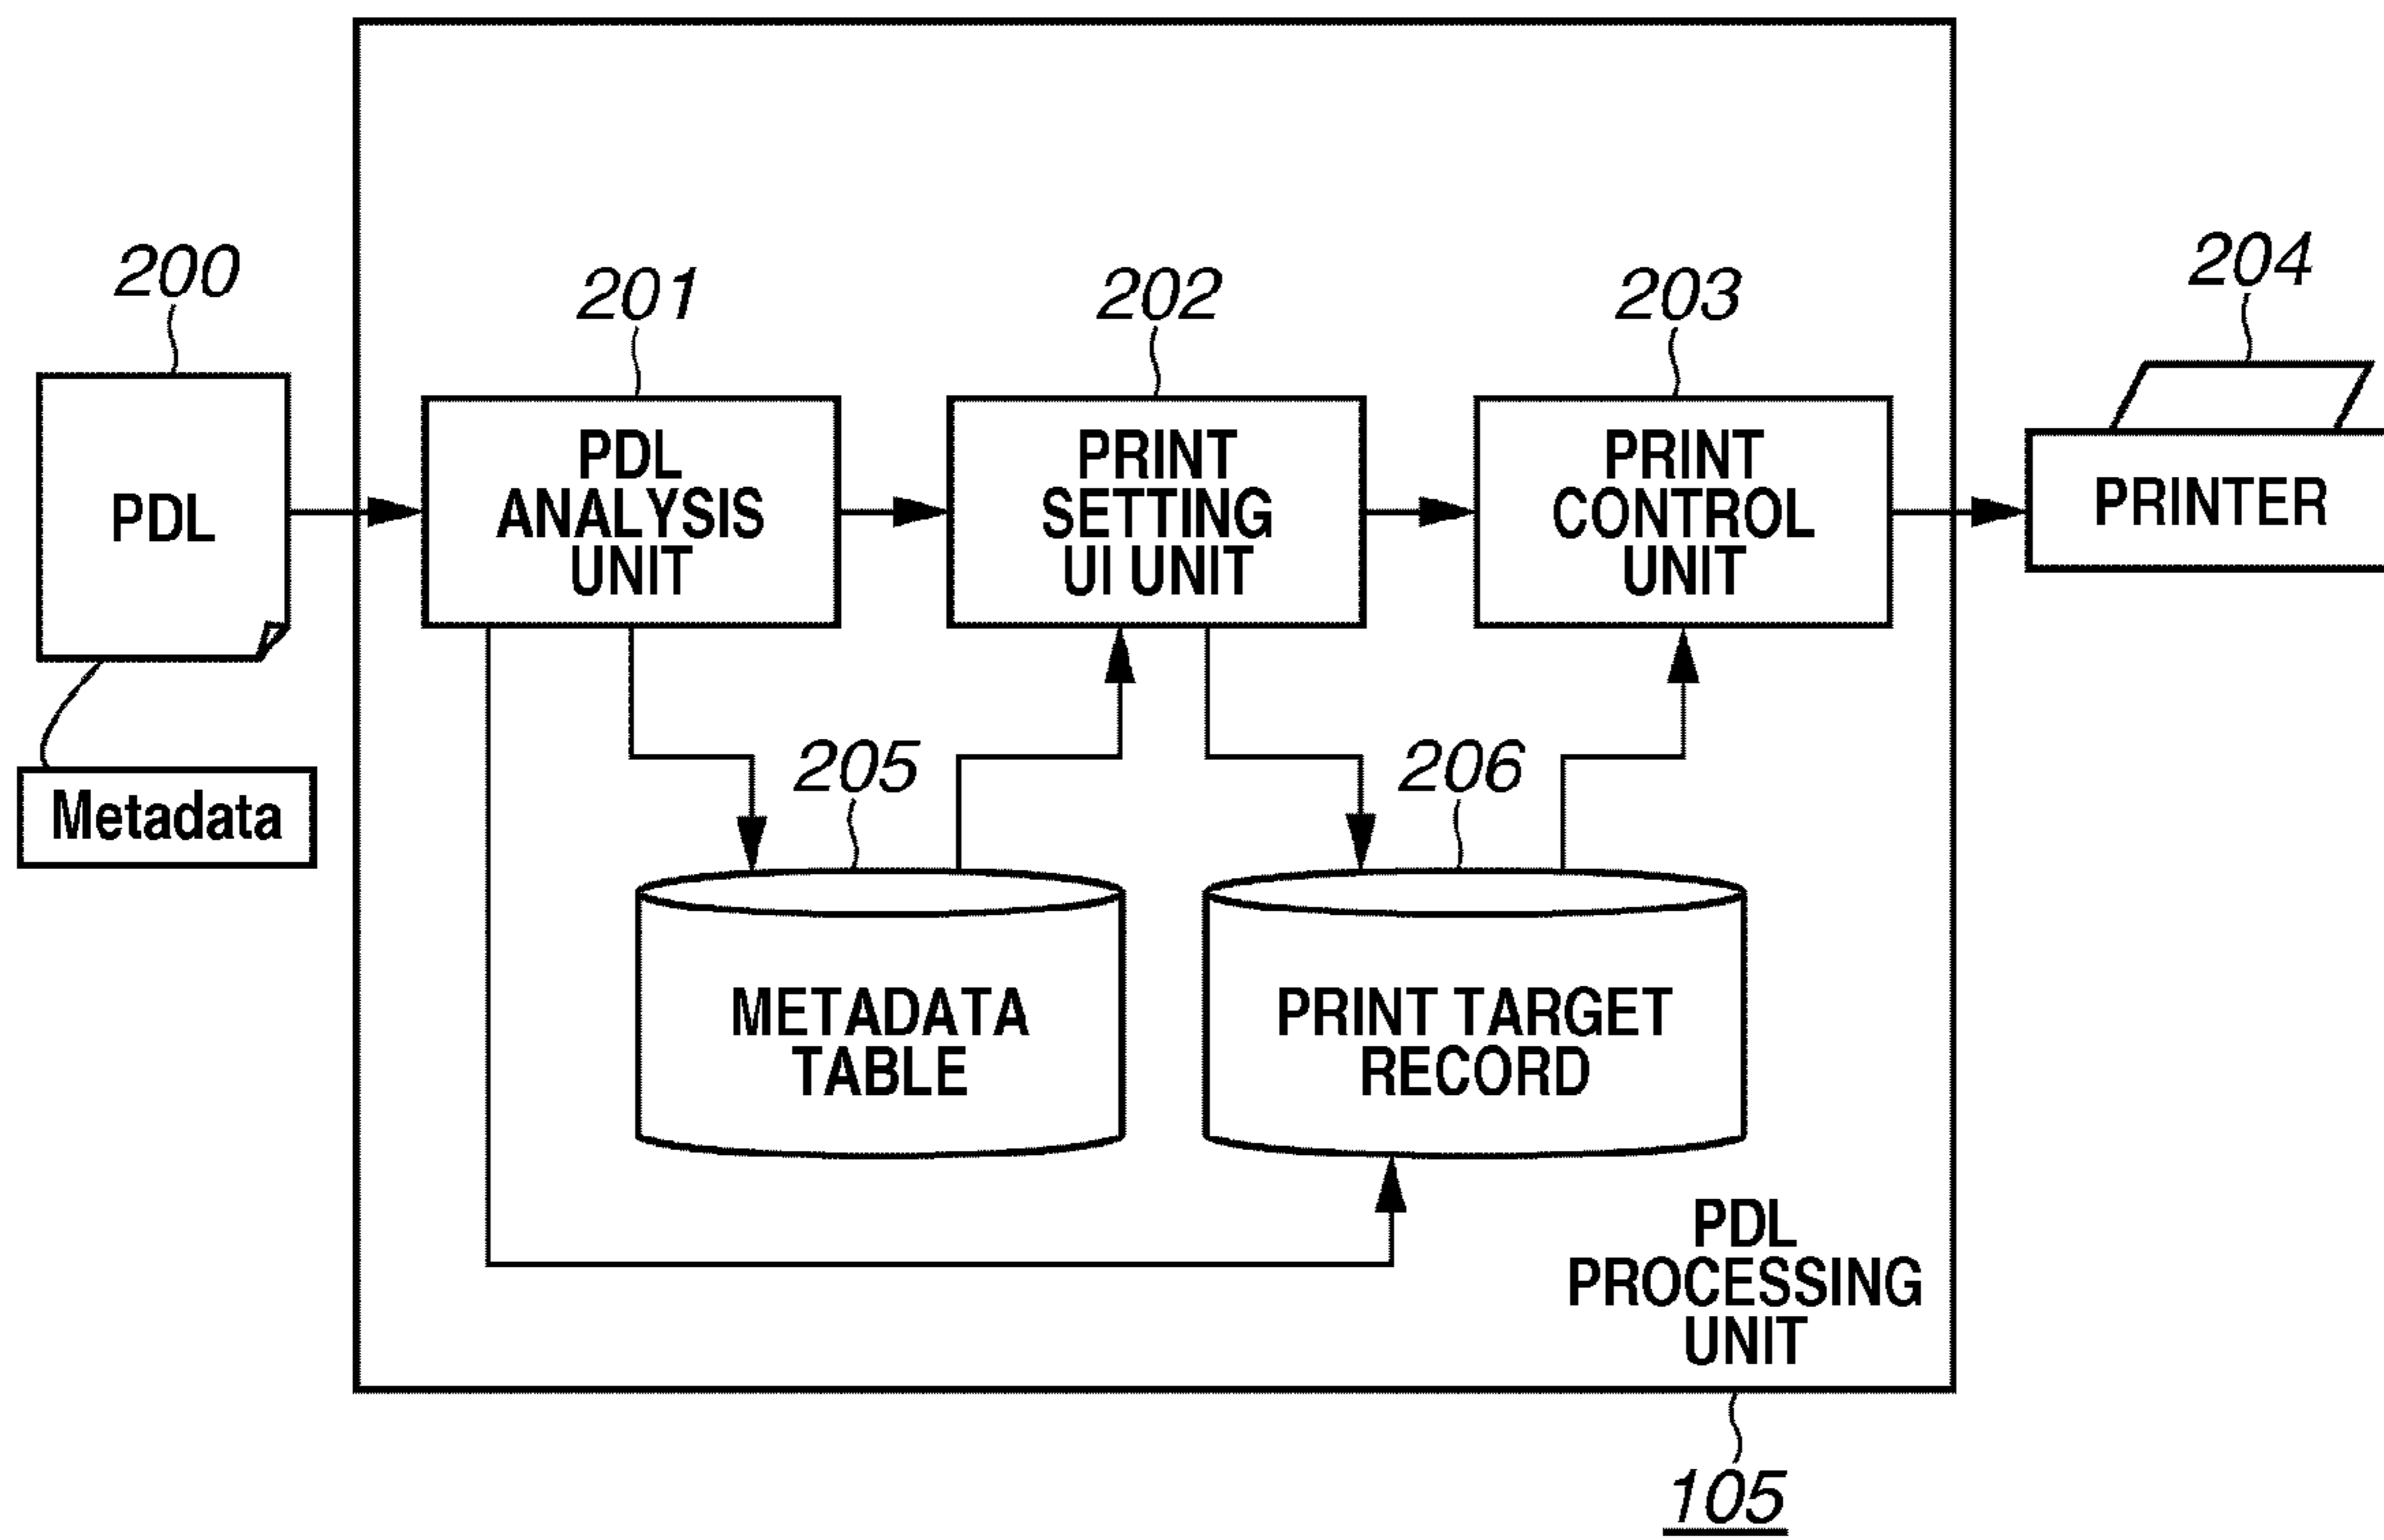 200
201
202
203
204
PDL
PDL
ANALYSIS
UNIT
PRINT
SETTING
UI UNIT
PRINT
CONTROL
UNIT
PRINTER
Metadata
205
206
METADATA
TABLE
PRINT TARGET
RECORD
PDL
PROCESSING
UNIT
105